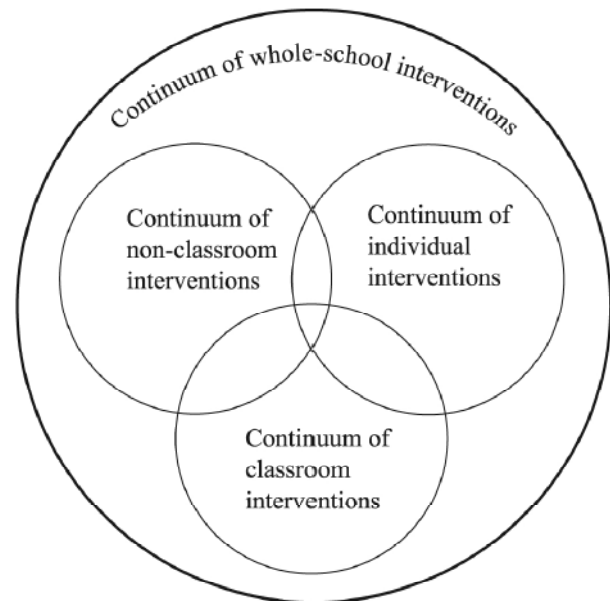 Continuum of whole-school interventions
Continuum of
non-classroom
interventions
Continuum of
individual
interventions
Continuum of
classroom
interventions